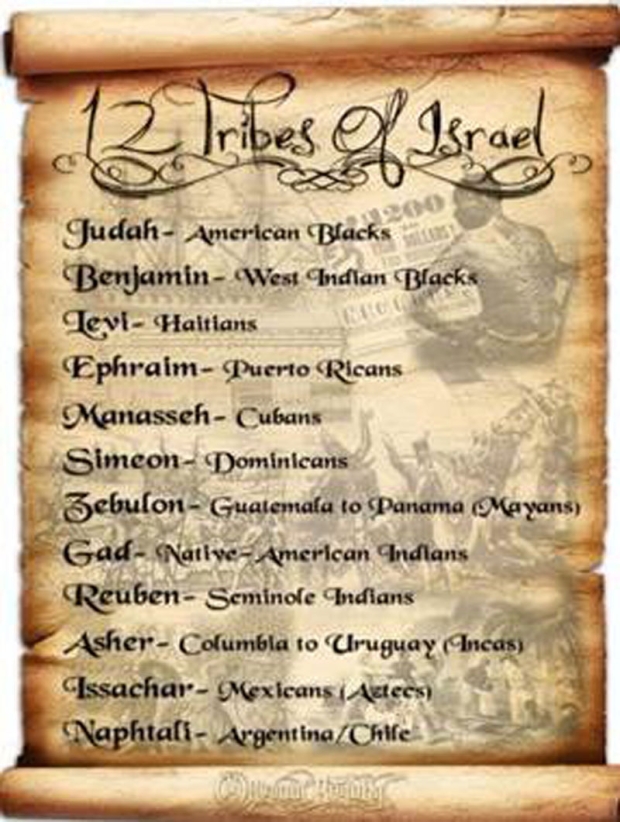 12 Tribes Of Israel
Judah- American Blacks
Benjamin- West Indian Blacks
Levi- Haitians
Ephraim- Puerto Ricans
Manasseh- Cubans
Simeon- Dominicans
Zebulon- Guatemala to Panama (Mayans)
Gad- Native-American Indians
Reuben- Seminole Indians
Asher- Columbia to Uruguay (Incas)
Issachar- Mexicans (Aztecs)
Naphtali- Argentina/Chile